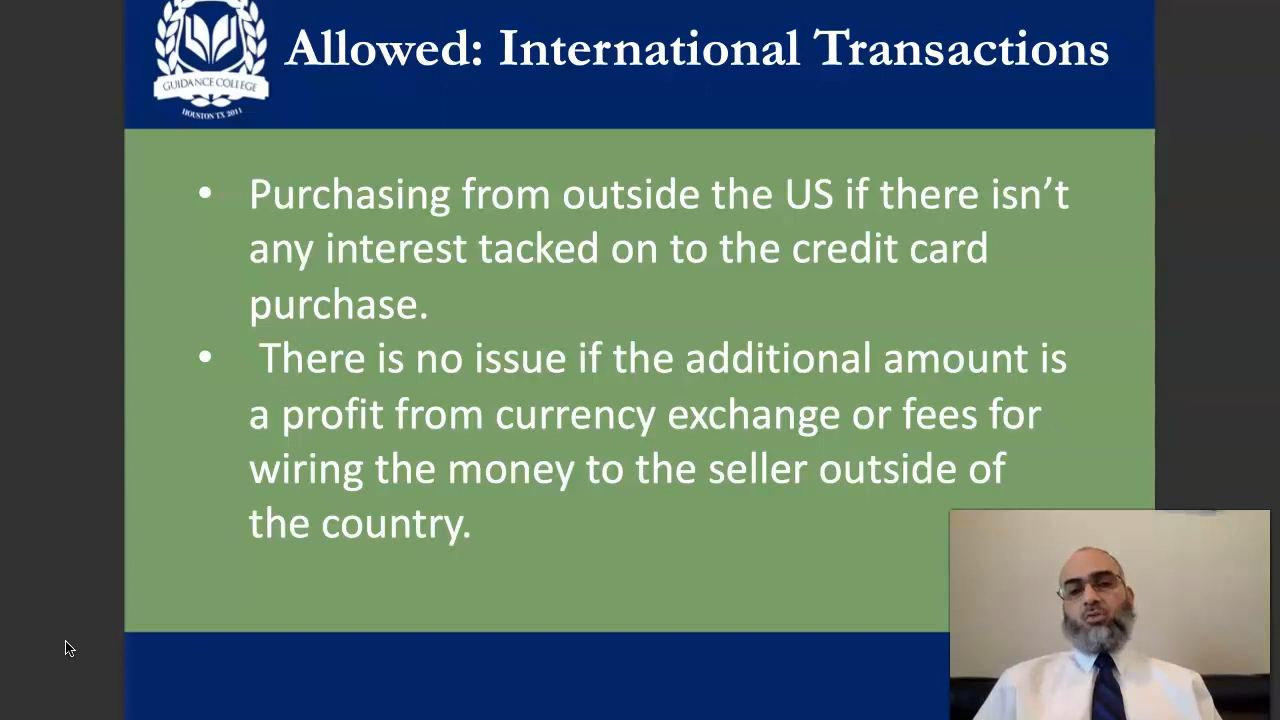 Allowed: International Transactions
GUIDANCE COLLEGE
HOUSTON TX 2011
• Purchasing from outside the US if there isn’t
any interest tacked on to the credit card
purchase.
• There is no issue if the additional amount is
a profit from currency exchange or fees for
wiring the money to the seller outside of
the country.